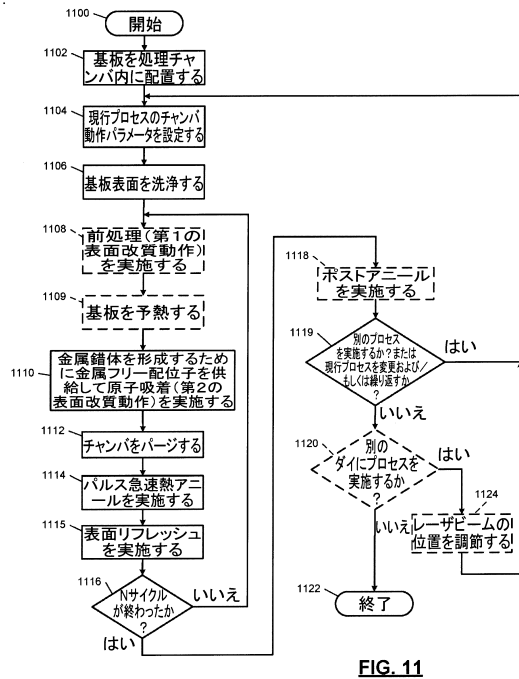 1100
開始
1102
基板を処理チャ
ンバ内に配置する
1104
現行プロセスのチャンバ
動作パラメータを設定する
1106
基板表面を洗浄する
1108
前処理(第1の
表面改質動作)
を実施する
1109
基板を予熱する
1110
金属錯体を形成するため
に金属フリー配位子を供
給して原子吸着(第2の
表面改質動作)を実施する
1112
チャンバをパージする
1114
パルス急速熱アニ
ールを実施する
1115
表面リフレッシュ
を実施する
1116
Nサイクル
が終わったか
?
いいえ
はい
1118
ポストアニール
を実施する
1119
別のプロセス
を実施するか?または
現行プロセスを変更および/
もしくは繰り返すか
?
はい
いいえ
1120
別の
ダイにプロセスを
実施するか
?
はい
いいえ
1124
レーザビームの
位置を調節する
1122
終了
FIG. 11